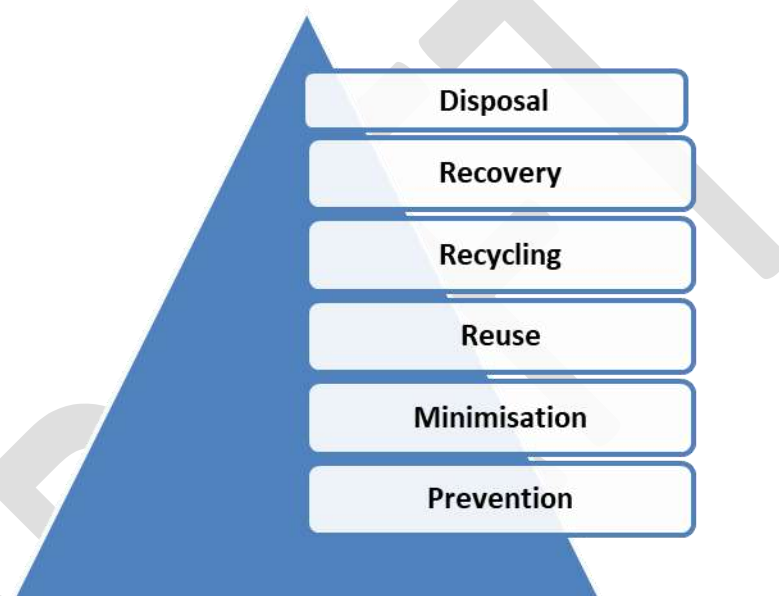 Disposal
Recovery
Recycling
Reuse
Minimisation
Prevention